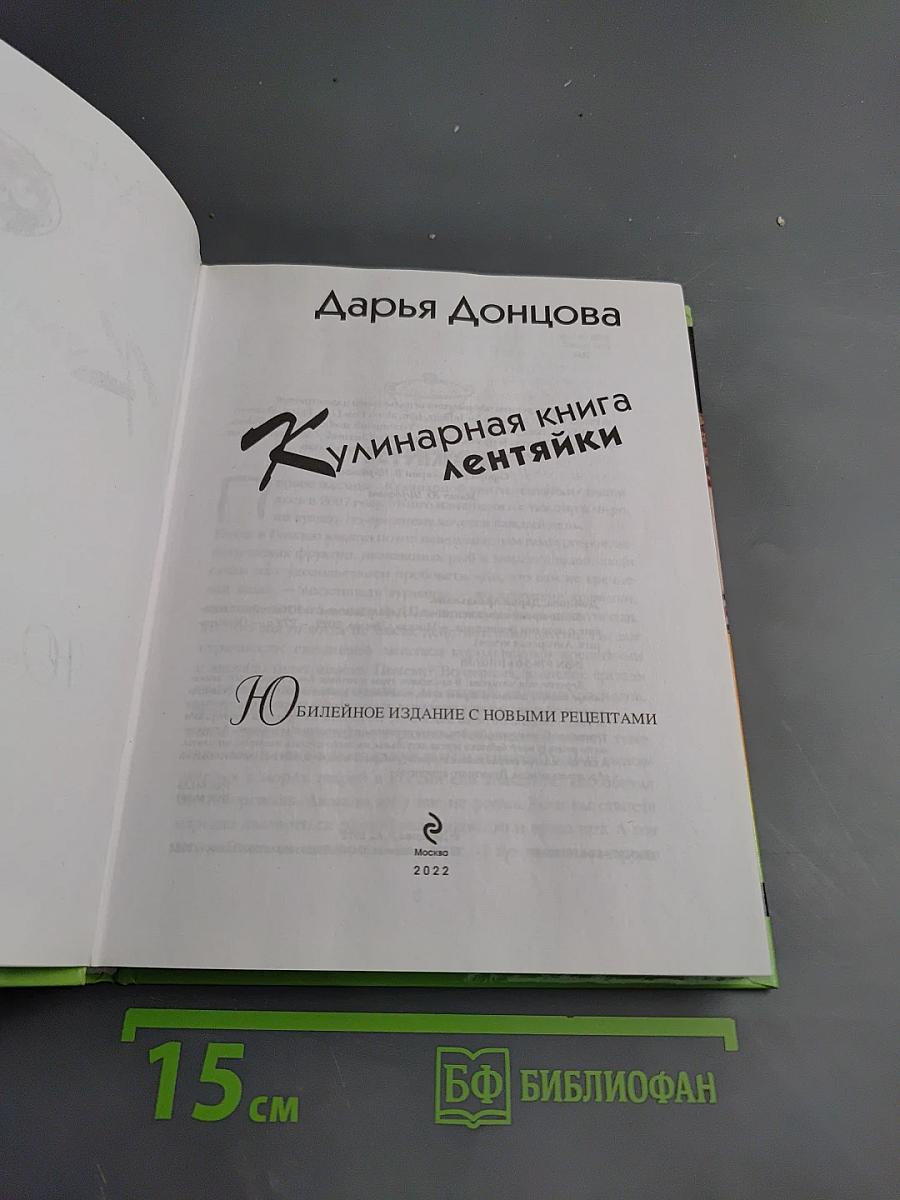 Дарья Донцова
Кулинарная книга
лентяйки
Юбилейное издание с новыми рецептами
Москва
2022
15 см
БФ БИБЛИОФАН